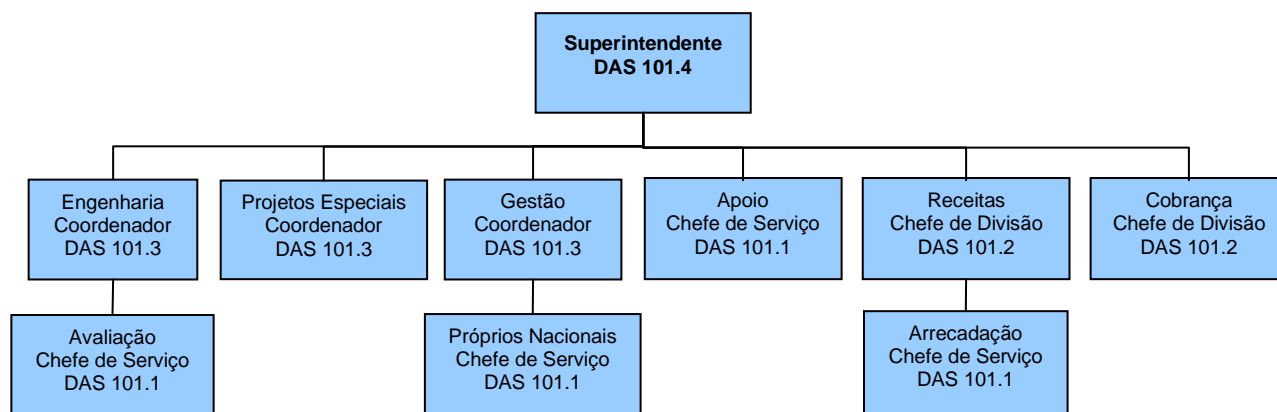 Superintendente
DAS 101.4
Engenharia
Coordenador
DAS 101.3
Projetos Especiais
Coordenador
DAS 101.3
Gestão
Coordenador
DAS 101.3
Apoio
Chefe de Serviço
DAS 101.1
Receitas
Chefe de Divisão
DAS 101.2
Cobrança
Chefe de Divisão
DAS 101.2
Avaliação
Chefe de Serviço
DAS 101.1
Próprios Nacionais
Chefe de Serviço
DAS 101.1
Arrecadação
Chefe de Serviço
DAS 101.1